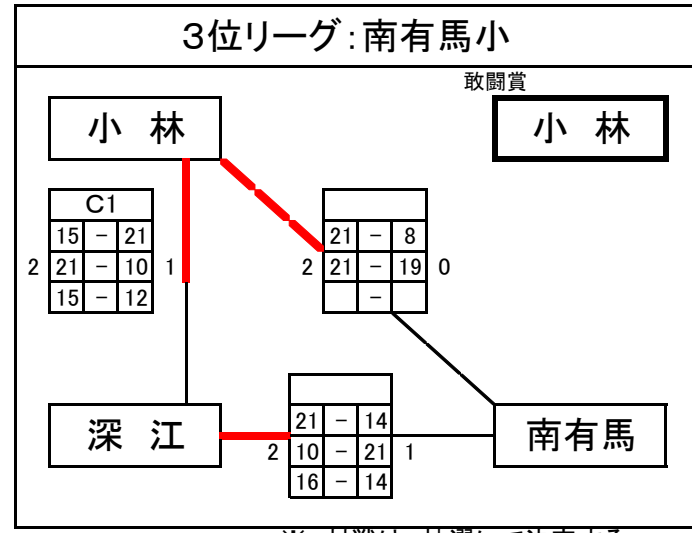 3位リーグ:南有馬小
敢闘賞
小 林
小 林
C1
15 - 21
2 21 - 10 1
15 - 12
21 - 8
2 21 - 19 0
-
深 江
21 - 14
2 10 - 21 1
16 - 14
南有馬